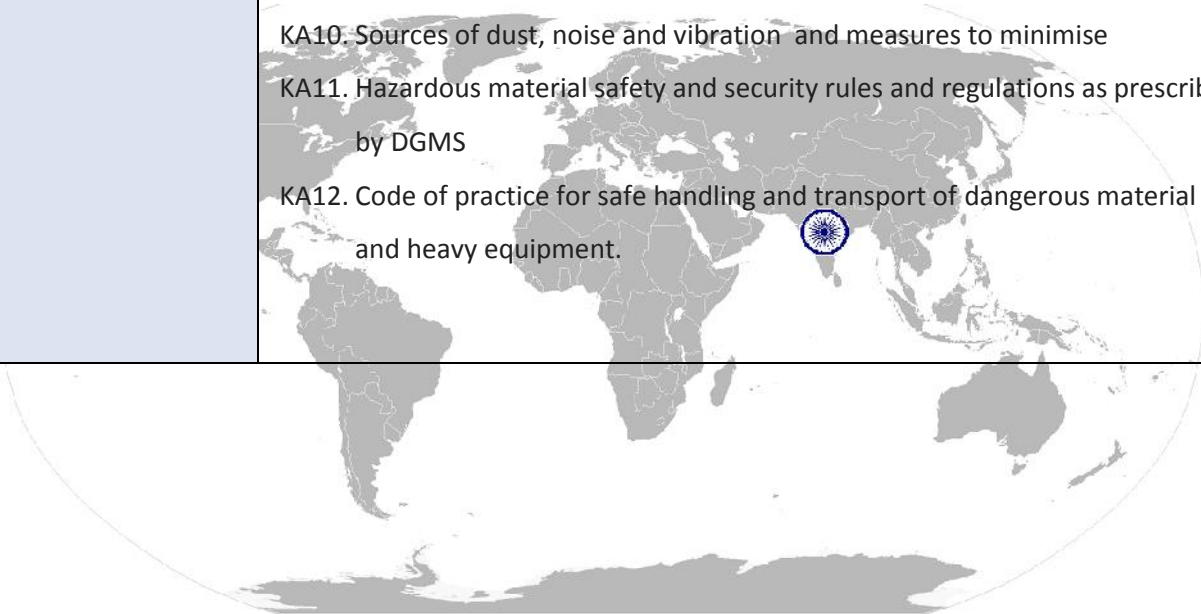 KA10. Sources of dust, noise and vibration and measures to minimise
KA11. Hazardous material safety and security rules and regulations as prescrib
by DGMS
KA12. Code of practice for safe handling and transport of dangerous material
and heavy equipment.